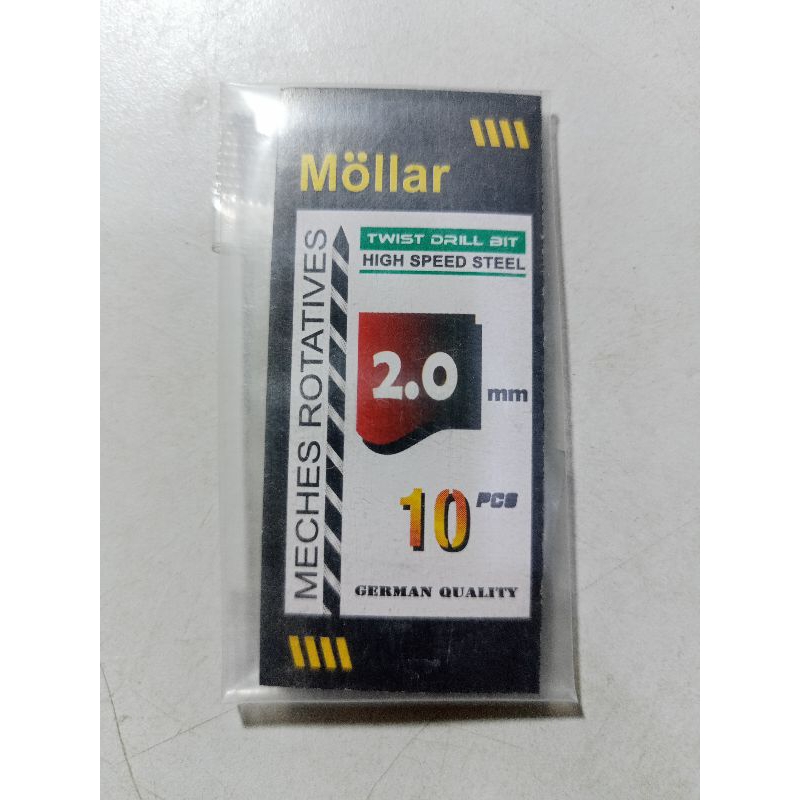 Möllar
MECHES ROTATIVES
TWIST DRILL BIT
HIGH SPEED STEEL
2.0 mm
10 PCS
GERMAN QUALITY